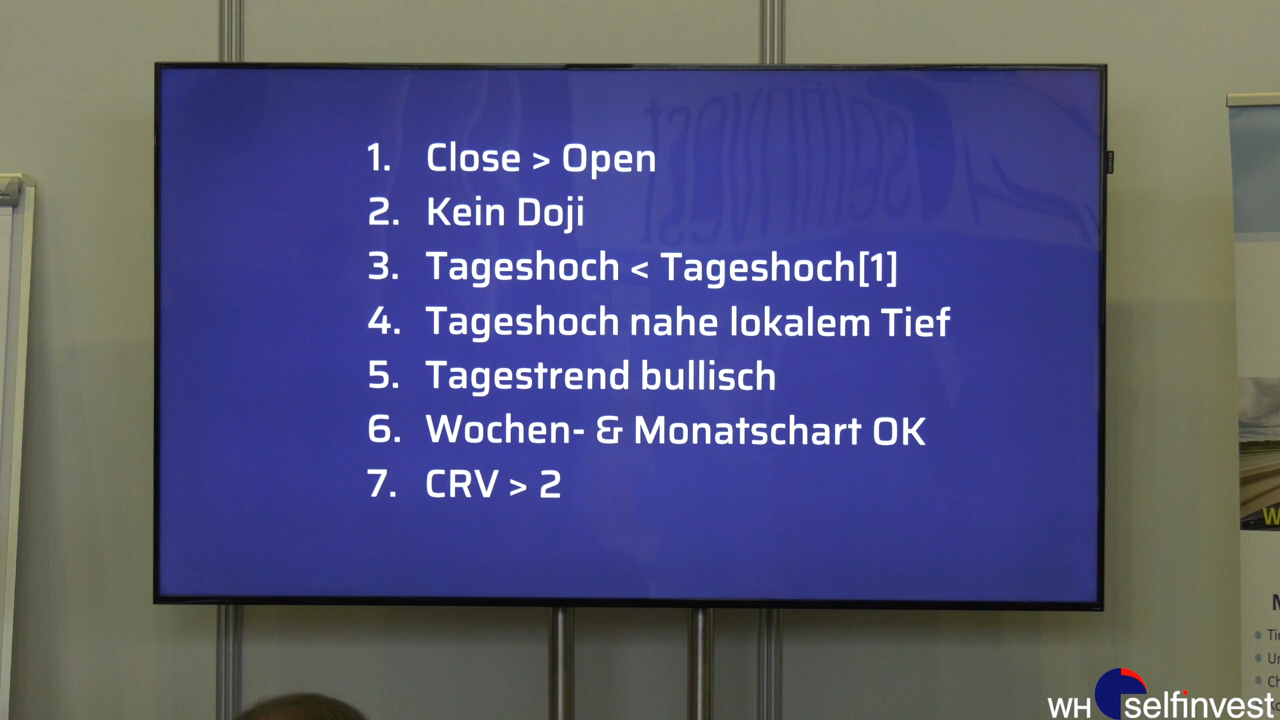 1. Close > Open
2. Kein Doji
3. Tageshoch < Tageshoch[1]
4. Tageshoch nahe lokalem Tief
5. Tagestrend bullisch
6. Wochen- & Monatschart OK
7. CRV > 2
WH selfinvest